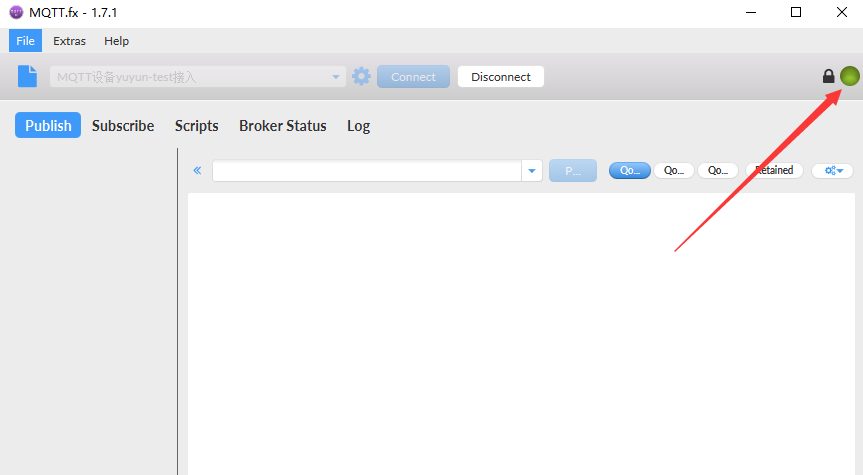 MQTT.fx - 1.7.1
File Extras Help
MQTT设备yuyun-test接入 Connect Disconnect
Publish Subscribe Scripts Broker Status Log
« P... Qo... Qo... Qo... Retained